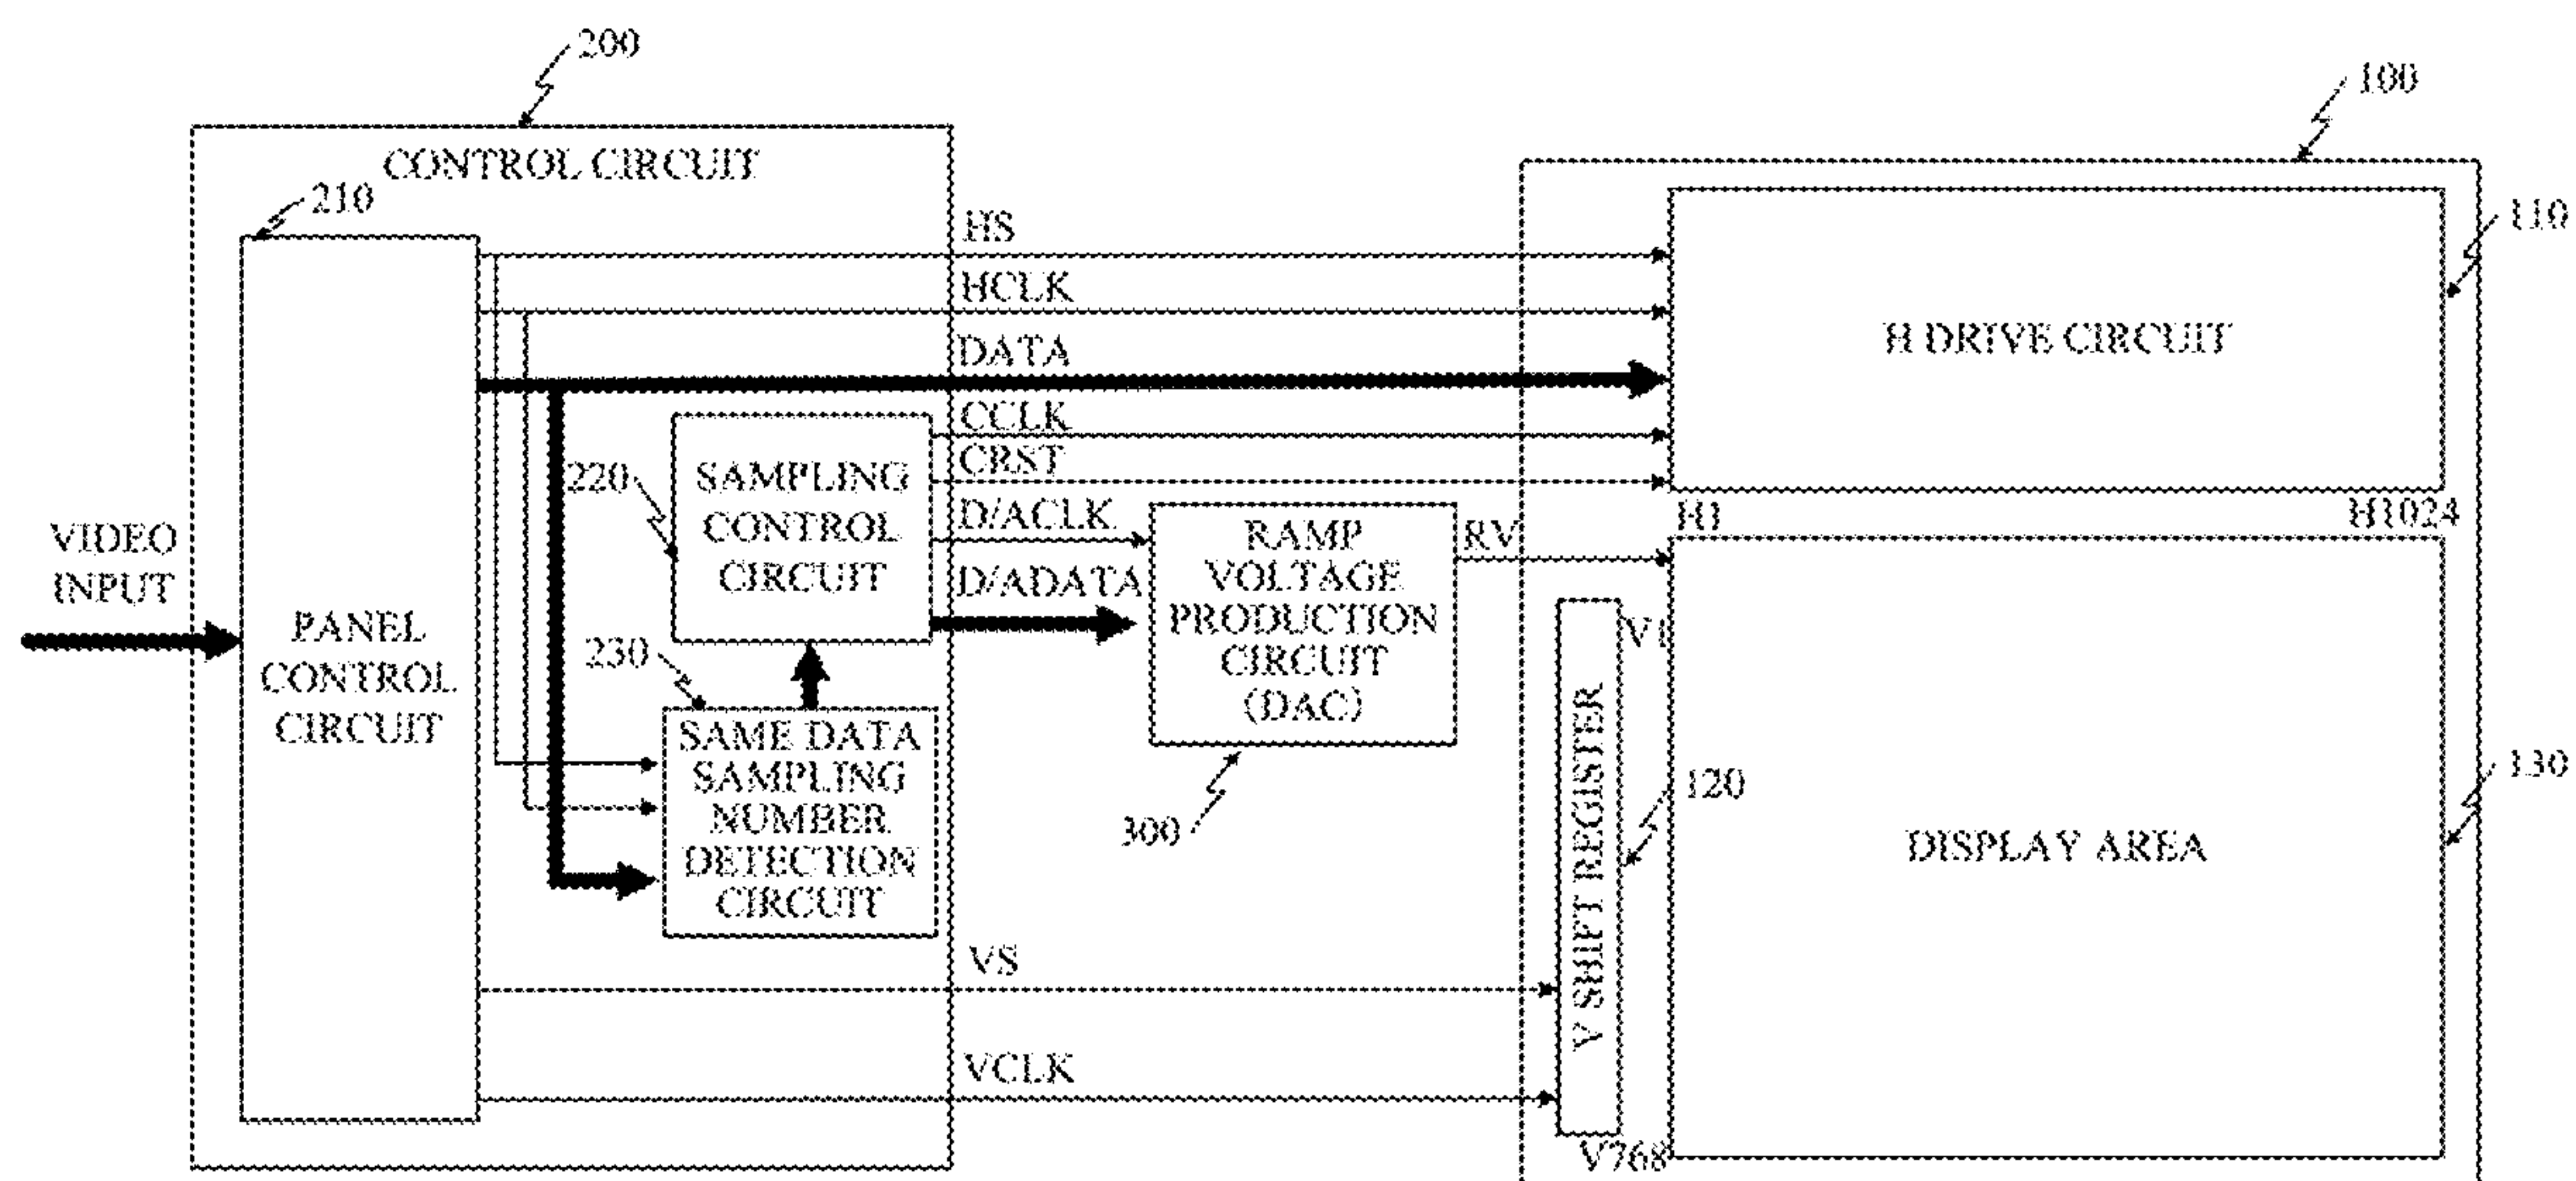 200
100
CONTROL CIRCUIT
210
110
HS
HCLK
DATA
CCLK
CRST
D/ACLK
D/ADATA
H DRIVE CIRCUIT
220
SAMPLING
CONTROL
CIRCUIT
VIDEO
INPUT
PANEL
CONTROL
CIRCUIT
RAMP
VOLTAGE
PRODUCTION
CIRCUIT
(DAC)
RV
H1
H1024
V1
230
SAME DATA
SAMPLING
NUMBER
DETECTION
CIRCUIT
300
V SHIFT REGISTER
120
130
DISPLAY AREA
VS
VCLK
V768